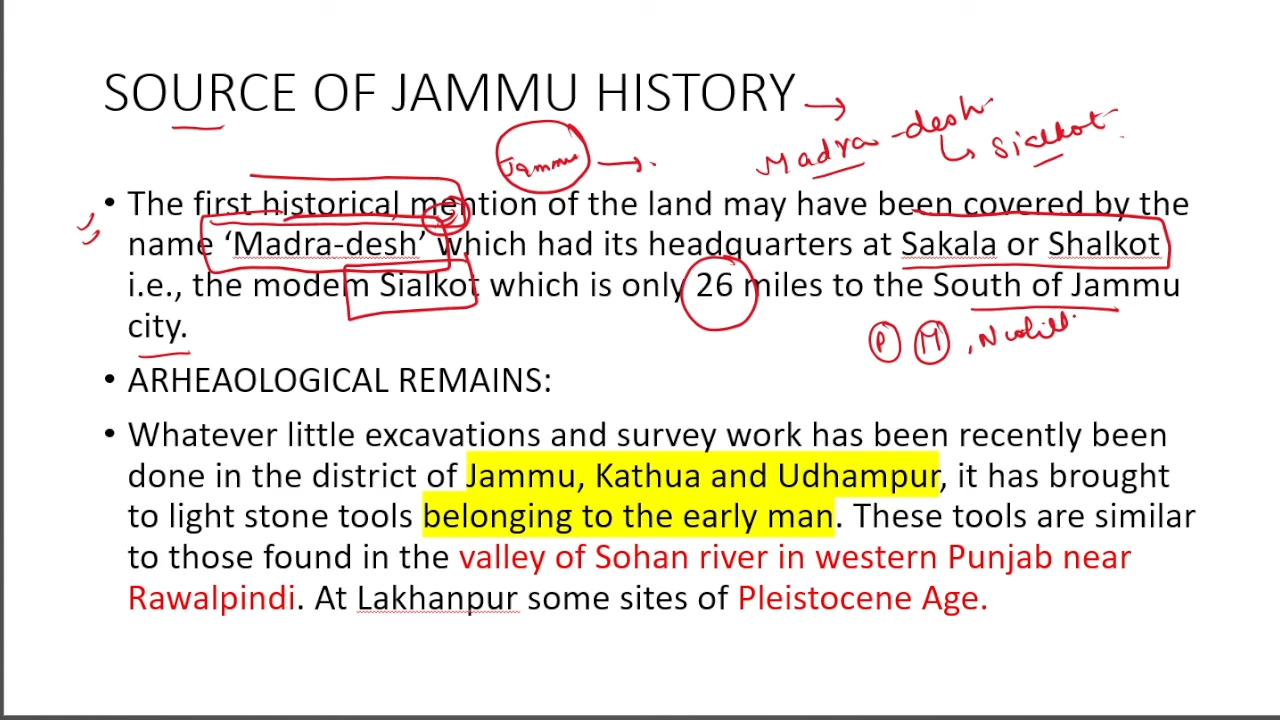 SOURCE OF JAMMU HISTORY
Madra-desh
Sialkot
Jammu
• The first historical mention of the land may have been covered by the
name ‘Madra-desh’ which had its headquarters at Sakala or Shalkot
i.e., the modem Sialkot which is only 26 miles to the South of Jammu
city.
P M,
• ARHEAOLOGICAL REMAINS:
• Whatever little excavations and survey work has been recently been
done in the district of Jammu, Kathua and Udhampur, it has brought
to light stone tools belonging to the early man. These tools are similar
to those found in the valley of Sohan river in western Punjab near
Rawalpindi. At Lakhanpur some sites of Pleistocene Age.